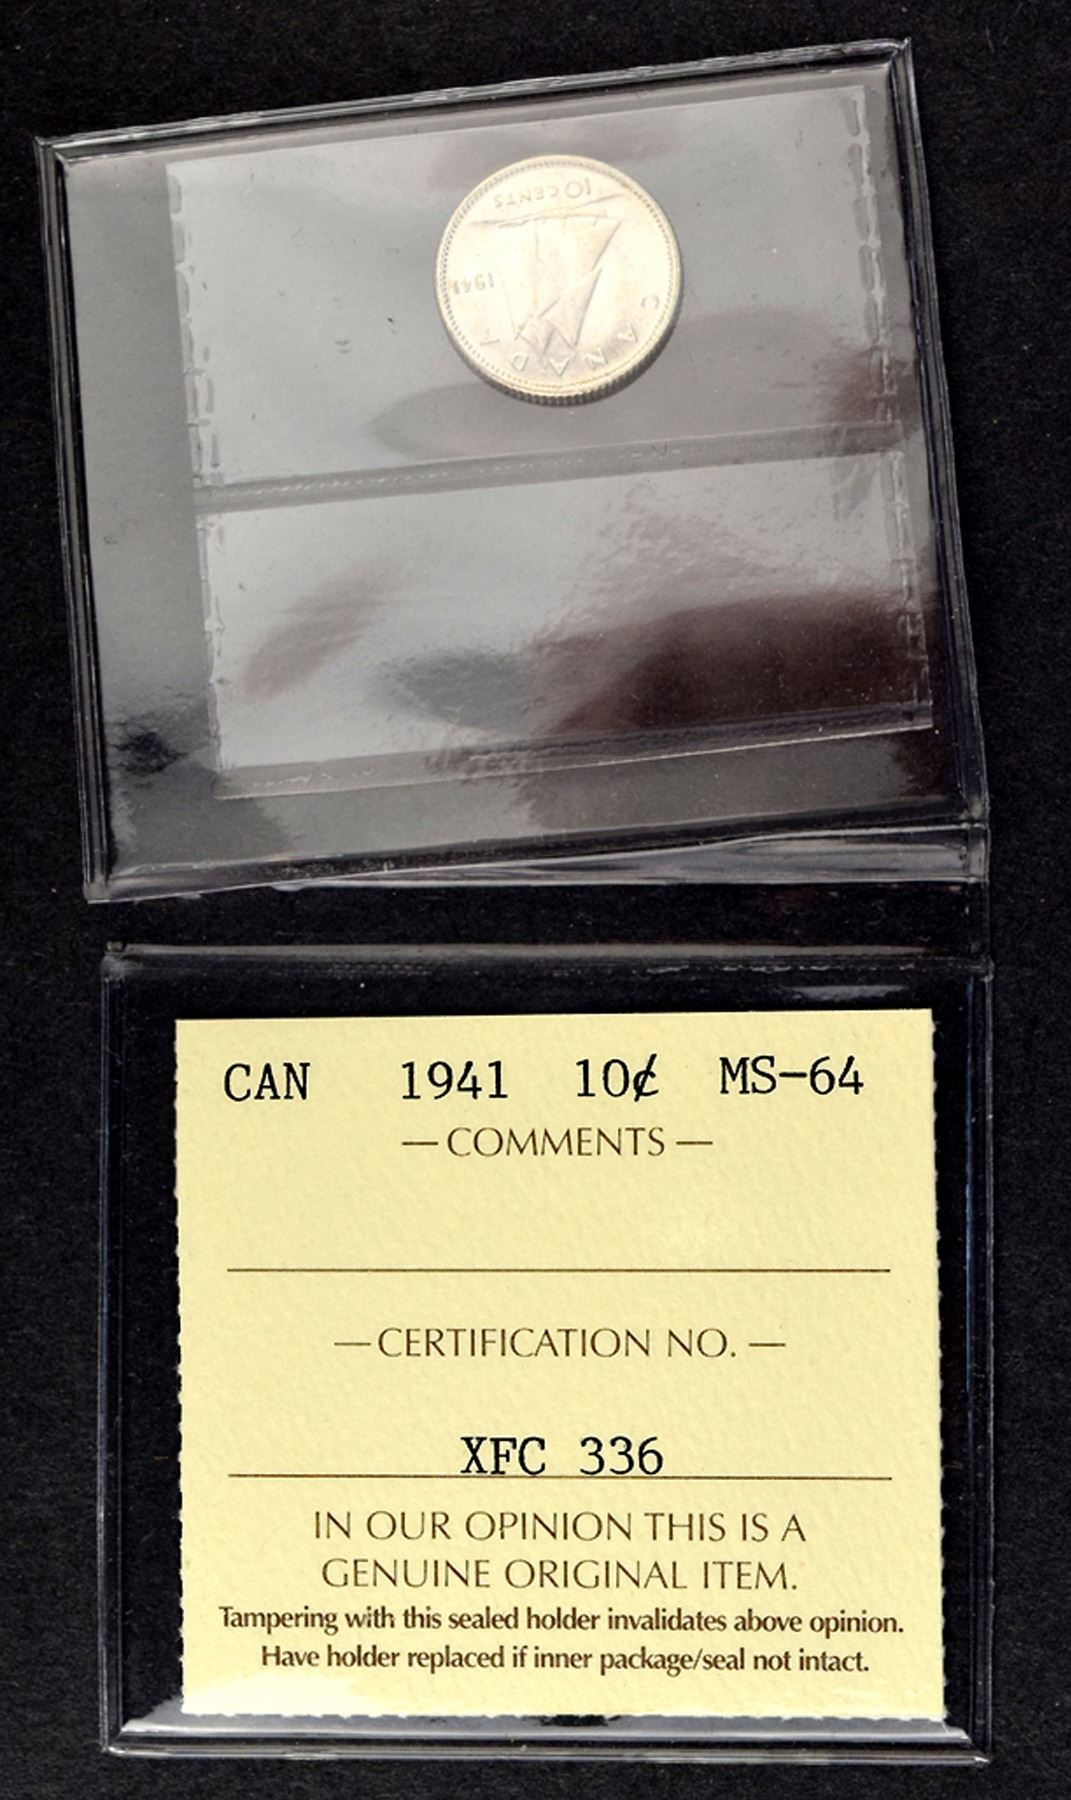 10 CENTS
1941
CANADA
CAN 1941 10¢ MS-64
— COMMENTS —
— CERTIFICATION NO. —
XFC 336
IN OUR OPINION THIS IS A
GENUINE ORIGINAL ITEM.
Tampering with this sealed holder invalidates above opinion.
Have holder replaced if inner package/seal not intact.